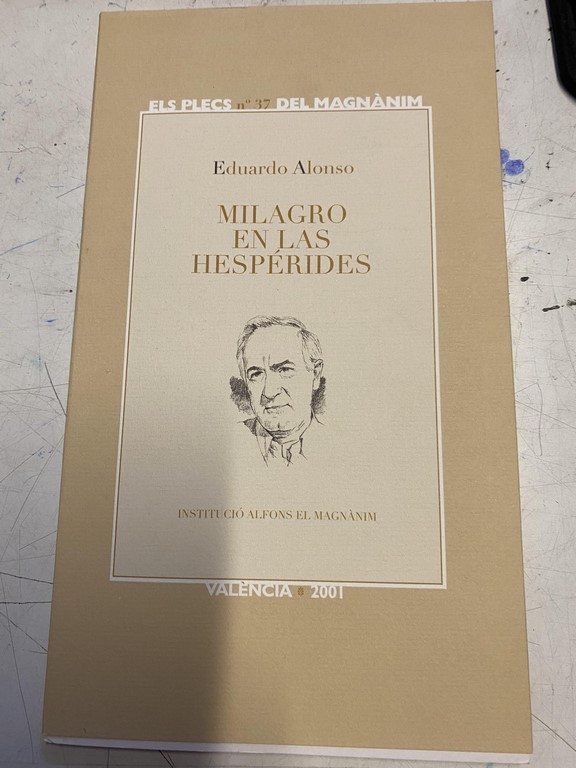 ELS PLECS nº 37 DEL MAGNÀNIM
Eduardo Alonso
MILAGRO
EN LAS
HESPÉRIDES
INSTITUCIÓ ALFONS EL MAGNÀNIM
VALÈNCIA 2001